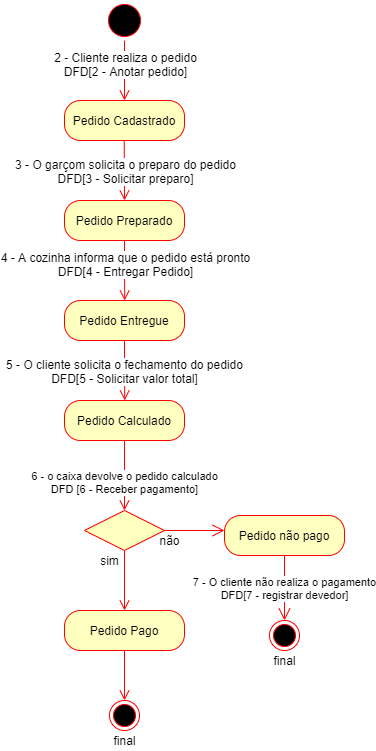 2 - Cliente realiza o pedido
DFD[2 - Anotar pedido]
Pedido Cadastrado
3 - O garçom solicita o preparo do pedido
DFD[3 - Solicitar preparo]
Pedido Preparado
4 - A cozinha informa que o pedido está pronto
DFD[4 - Entregar Pedido]
Pedido Entregue
5 - O cliente solicita o fechamento do pedido
DFD[5 - Solicitar valor total]
Pedido Calculado
6 - o caixa devolve o pedido calculado
DFD [6 - Receber pagamento]
não
Pedido não pago
sim
7 - O cliente não realiza o pagamento
DFD[7 - registrar devedor]
Pedido Pago
final
final